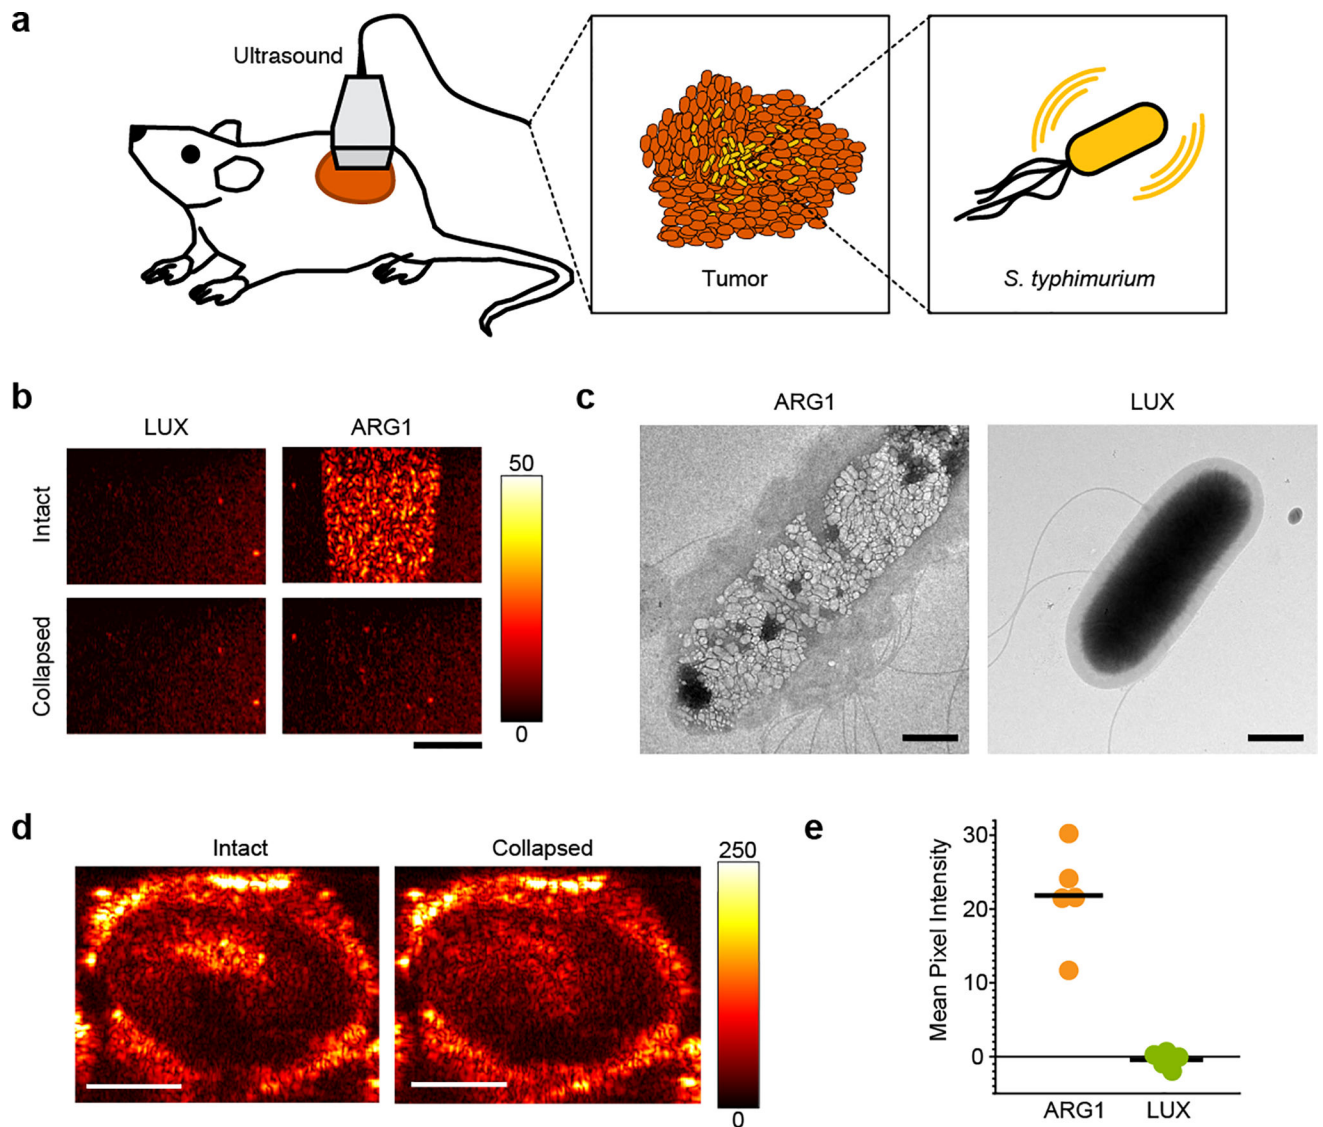 a
Ultrasound
Tumor
S. typhimurium
b
LUX
ARG1
Intact
Collapsed
50
0
c
ARG1
LUX
d
Intact
Collapsed
250
0
e
Mean Pixel Intensity
30
20
10
0
ARG1
LUX